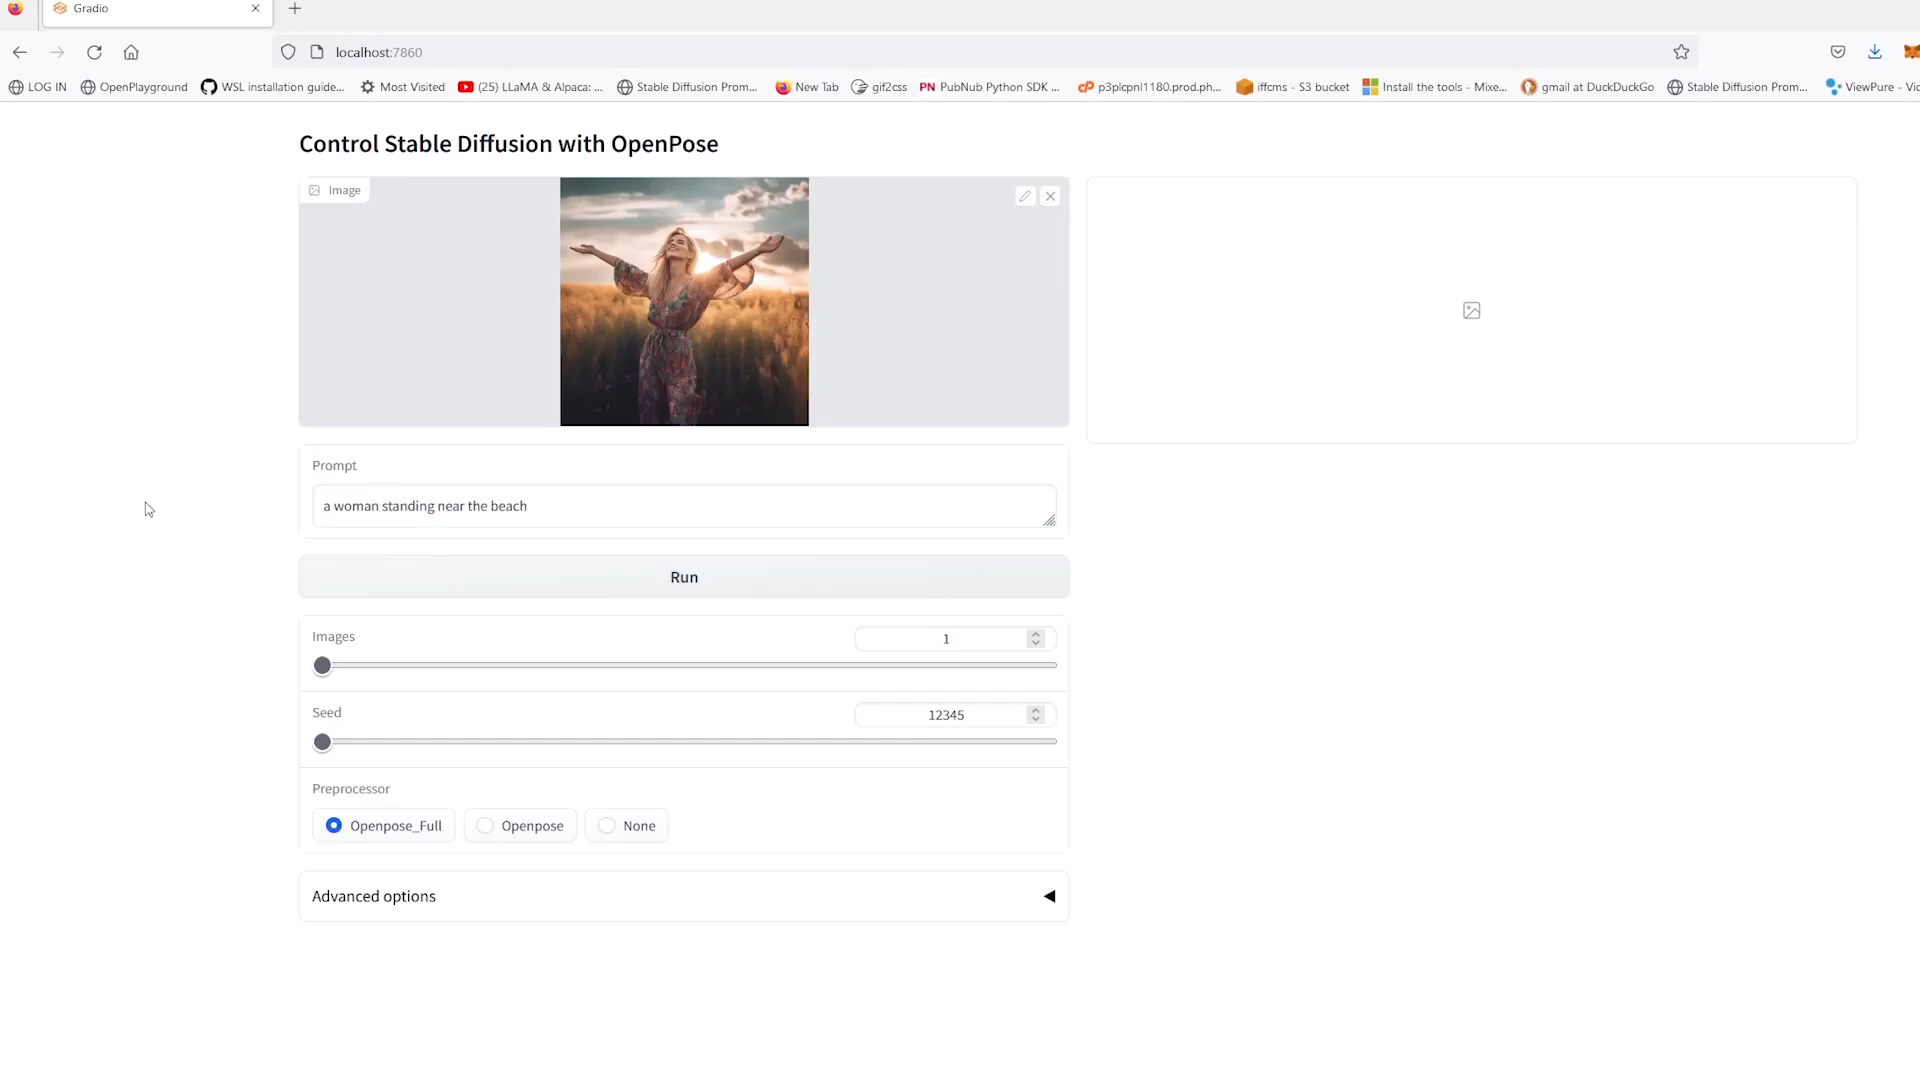 Gradio
localhost:7860
LOG IN OpenPlayground WSL installation guide... Most Visited (25) LLaMA & Alpaca: ... Stable Diffusion Prom... New Tab gif2css PN PubNub Python SDK ... cP p3plcpnl1180.prod.ph... iffcms - S3 bucket Install the tools - Mixe... gmail at DuckDuckGo Stable Diffusion Prom... ViewPure - Vic
Control Stable Diffusion with OpenPose
Image
Prompt
a woman standing near the beach
Run
Images
1
Seed
12345
Preprocessor
Openpose_Full Openpose None
Advanced options